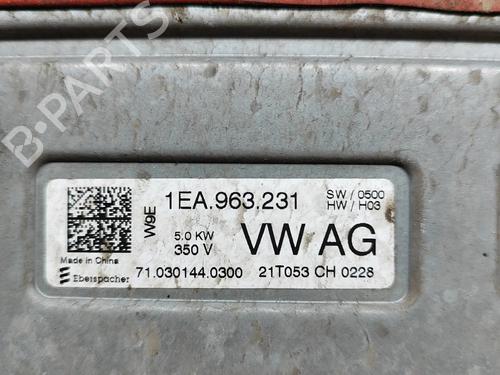 B-PARTS
W9E
1EA.963.231
SW / 0500
HW / H03
5.0 KW
350 V
VW AG
Made in China
Eberspächer
71.030144.0300
21T053 CH 0228